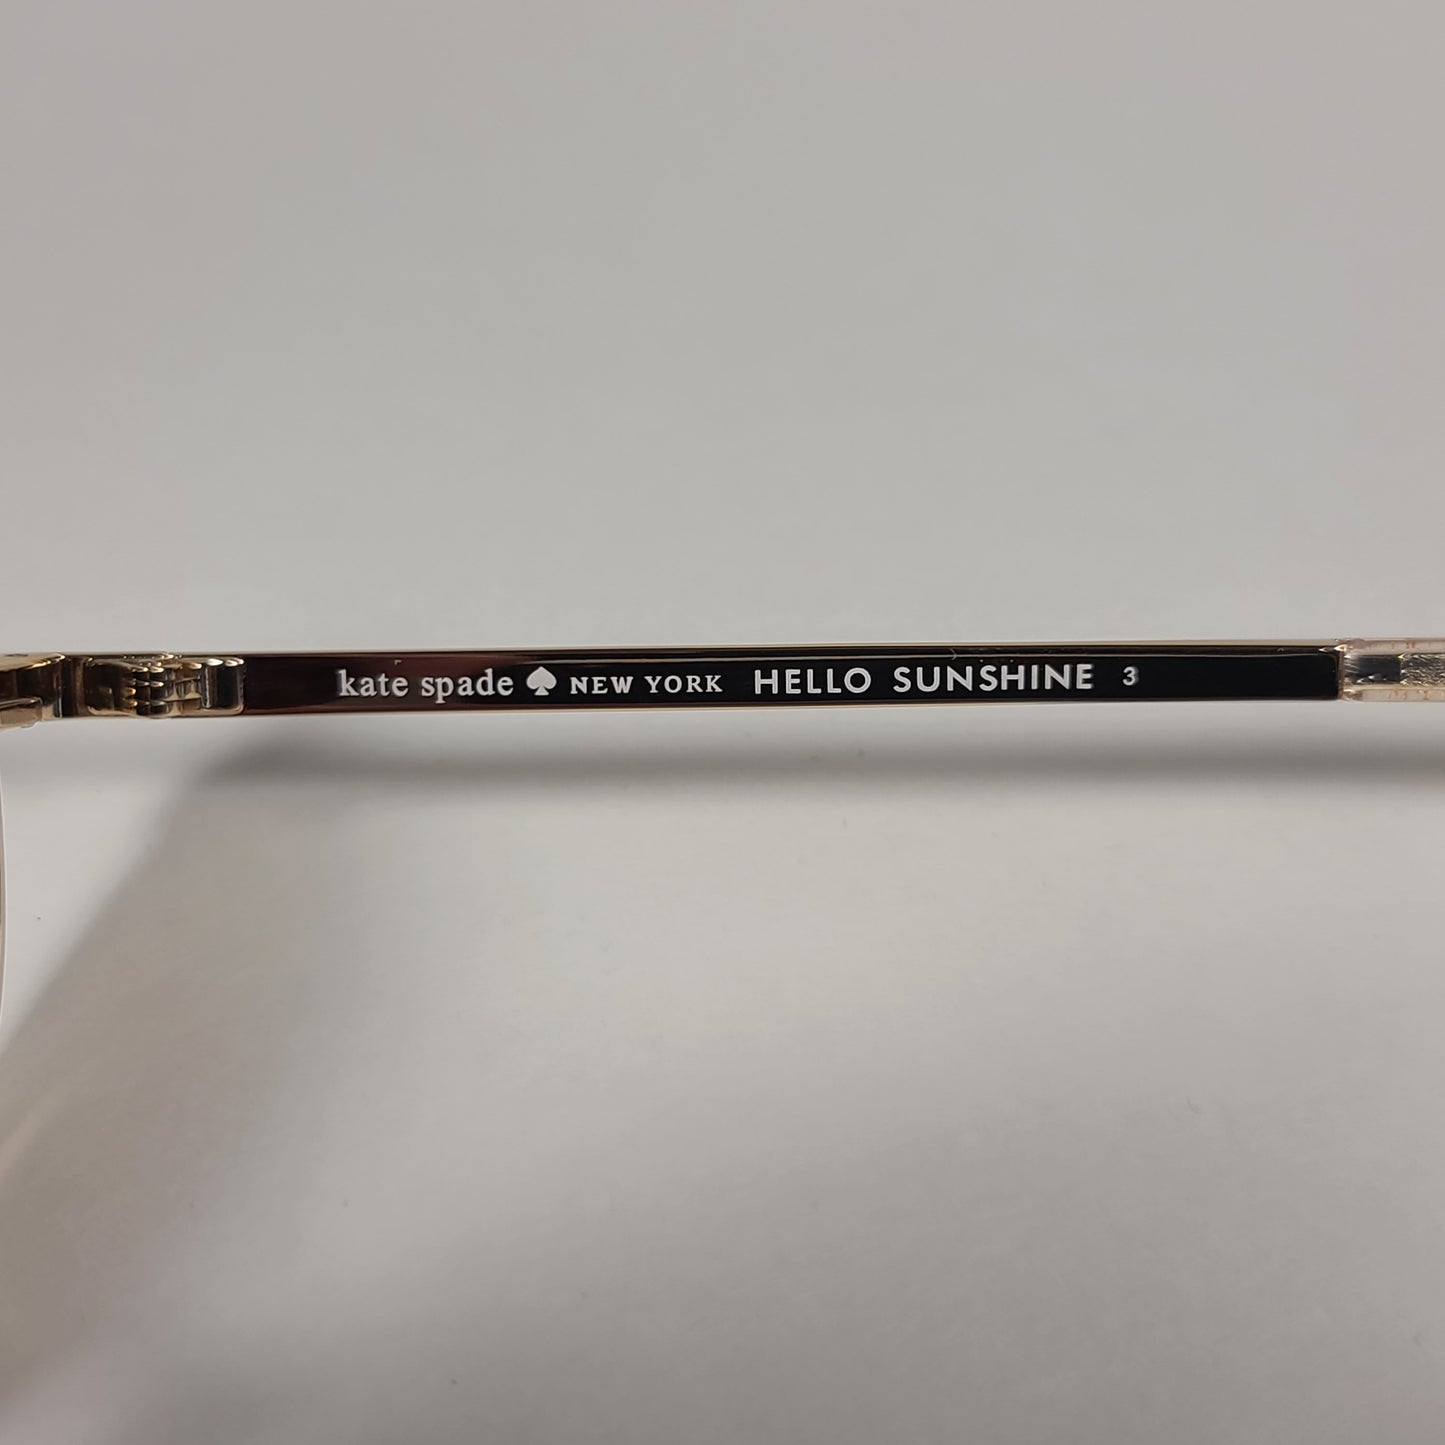 kate spade ♠ NEW YORK HELLO SUNSHINE 3